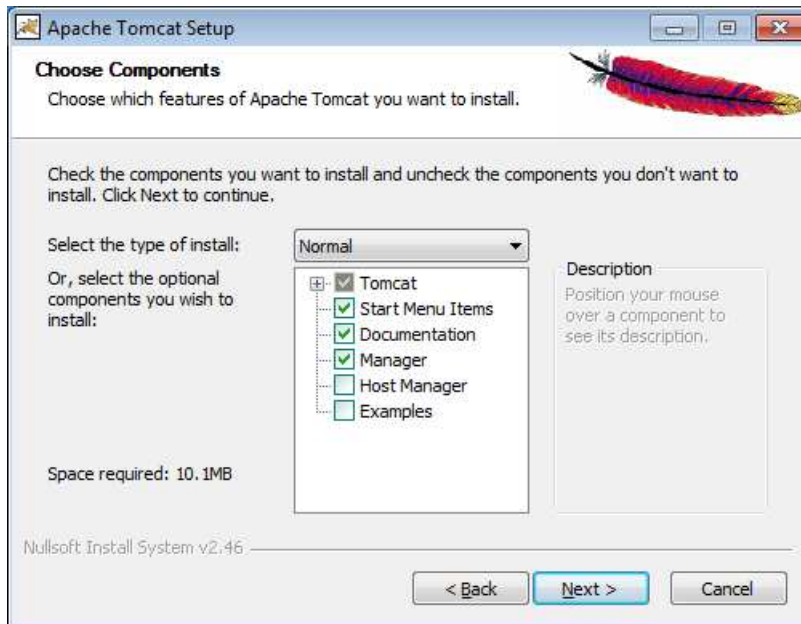 Apache Tomcat Setup
Choose Components
Choose which features of Apache Tomcat you want to install.
Check the components you want to install and uncheck the components you don't want to
install. Click Next to continue.
Select the type of install:
Normal
Or, select the optional
components you wish to
install:
Tomcat
Start Menu Items
Documentation
Manager
Host Manager
Examples
Description
Position your mouse
over a component to
see its description.
Space required: 10.1MB
Nullsoft Install System v2.46
< Back
Next >
Cancel